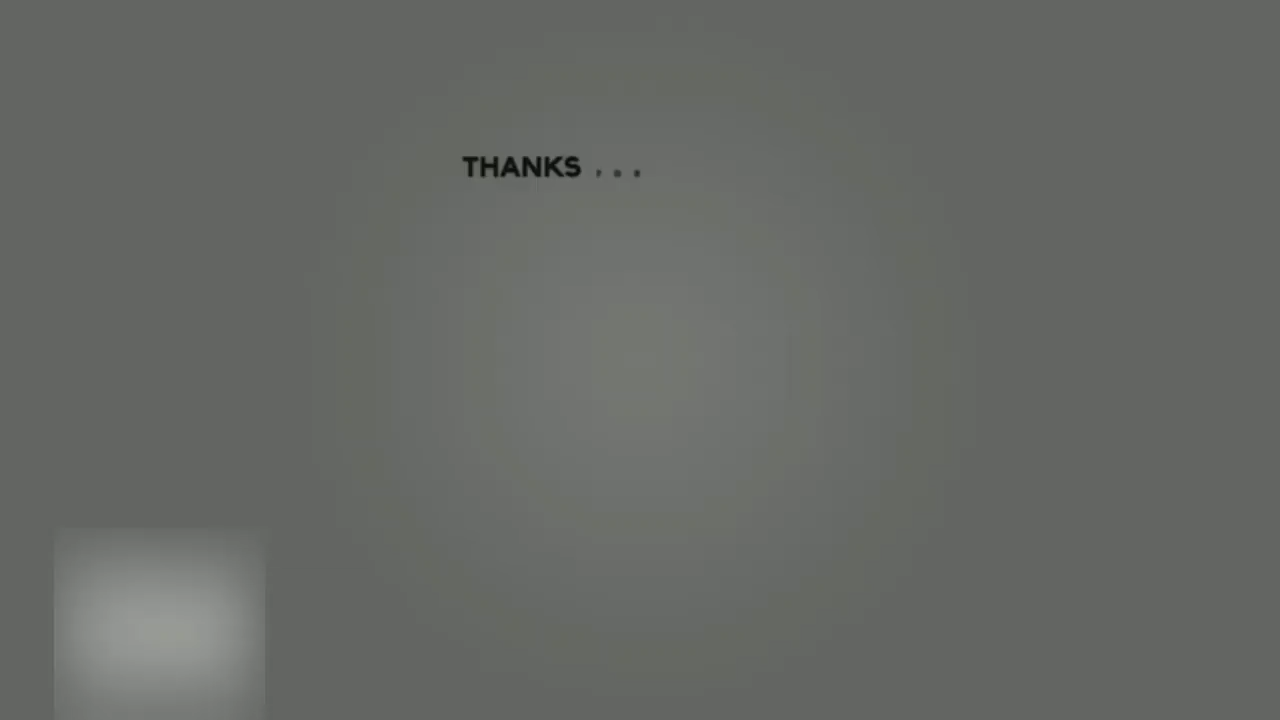 THANKS . . .